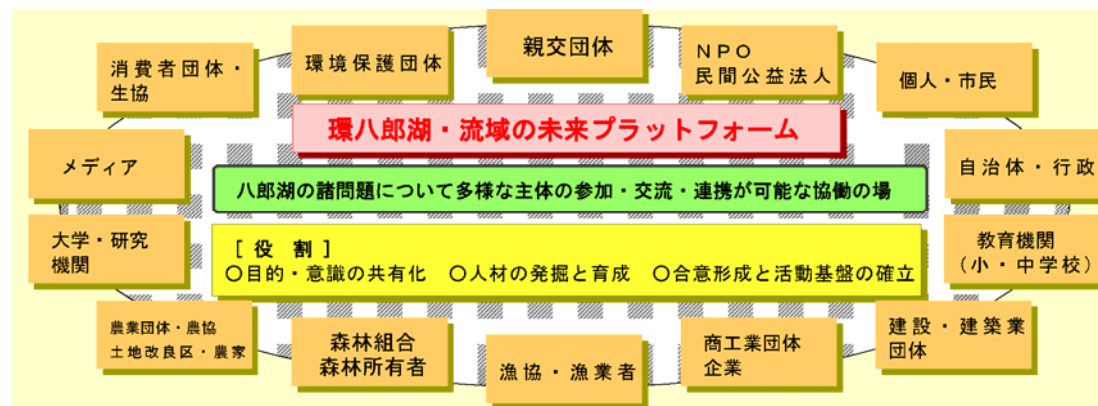 親交団体
環境保護団体
NPO
民間公益法人
消費者団体・
生協
個人・市民
環八郎湖・流域の未来プラットフォーム
メディア
自治体・行政
八郎湖の諸問題について多様な主体の参加・交流・連携が可能な協働の場
大学・研究
機関
[役 割]
○目的・意識の共有化 ○人材の発掘と育成 ○合意形成と活動基盤の確立
教育機関
(小・中学校)
農業団体・農協
土地改良区・農家
森林組合
森林所有者
漁協・漁業者
商工業団体
企業
建設・建築業
団体